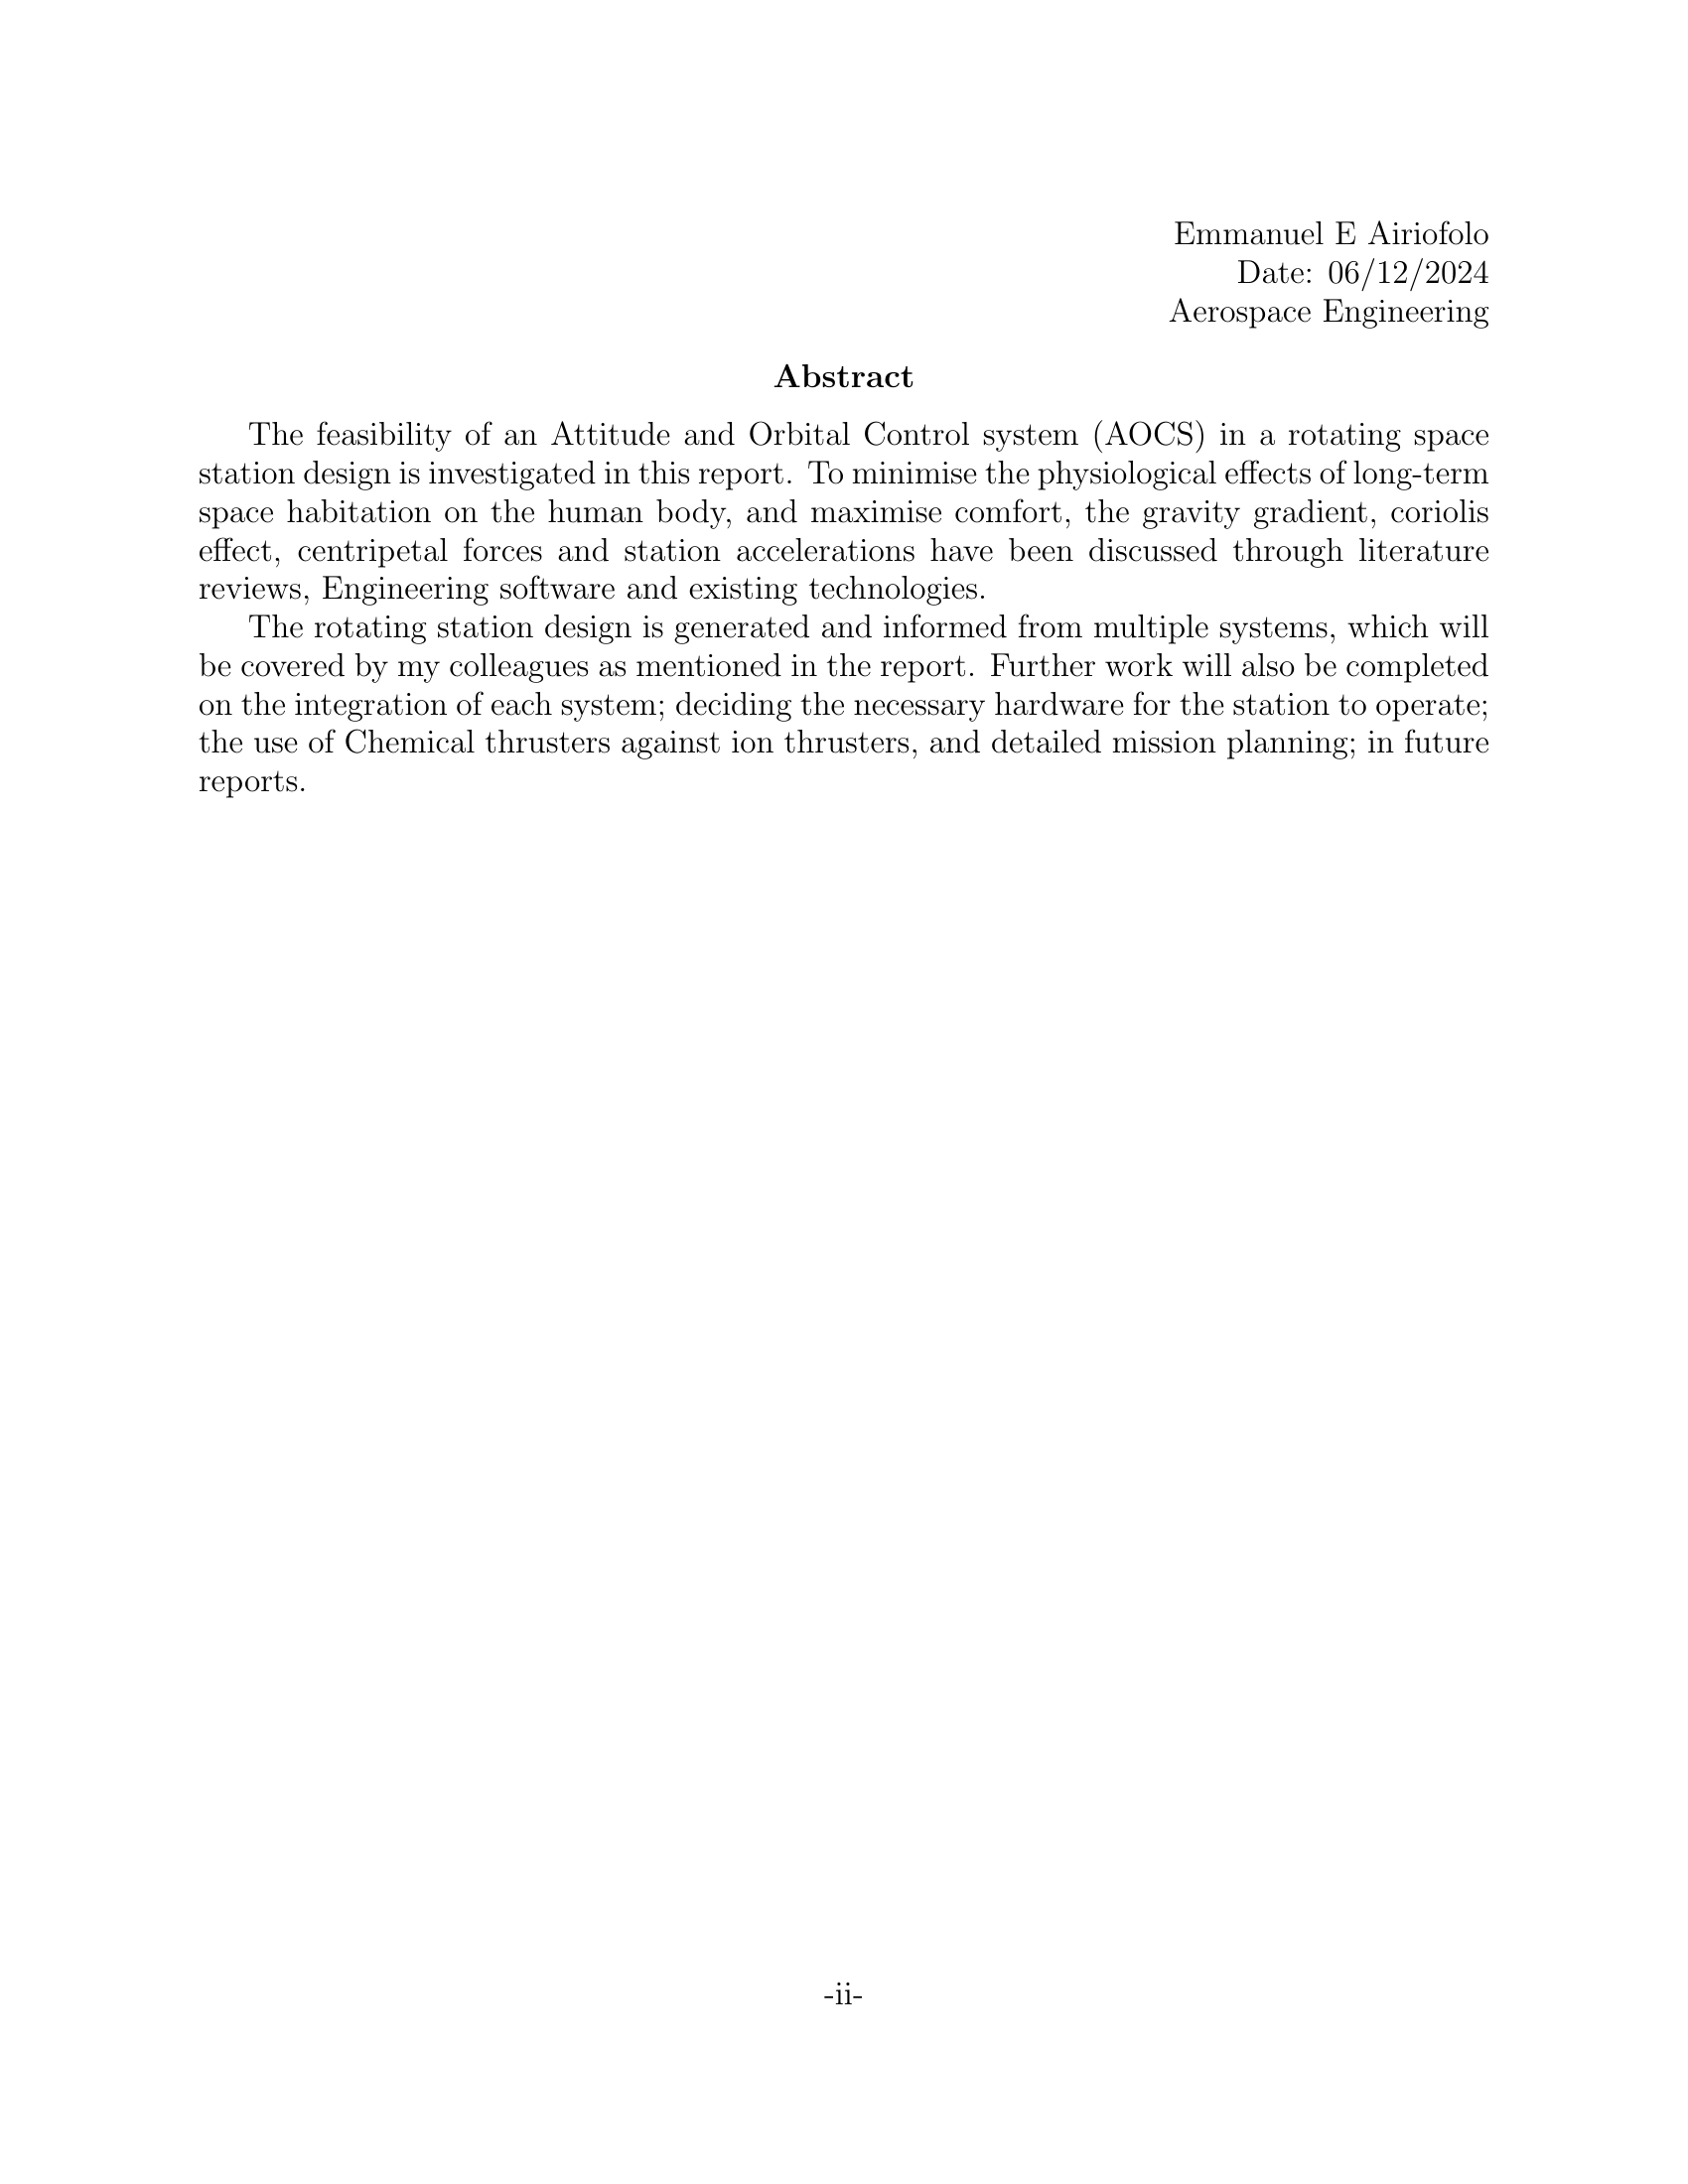 Emmanuel E Airiofolo
Date: 06/12/2024
Aerospace Engineering
Abstract
The feasibility of an Attitude and Orbital Control system (AOCS) in a rotating space
station design is investigated in this report. To minimise the physiological effects of long-term
space habitation on the human body, and maximise comfort, the gravity gradient, coriolis
effect, centripetal forces and station accelerations have been discussed through literature
reviews, Engineering software and existing technologies.
The rotating station design is generated and informed from multiple systems, which will
be covered by my colleagues as mentioned in the report. Further work will also be completed
on the integration of each system; deciding the necessary hardware for the station to operate;
the use of Chemical thrusters against ion thrusters, and detailed mission planning; in future
reports.
-ii-